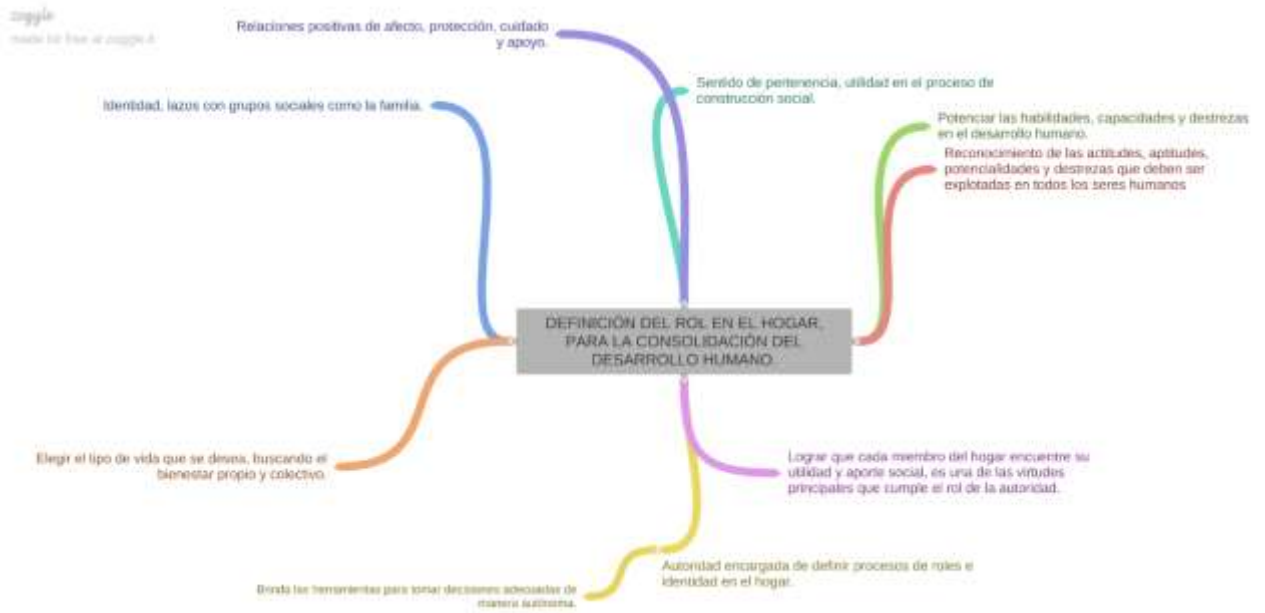 coggle
made for free at coggle.it
Relaciones positivas de afecto, protección, cuidado
y apoyo.
Sentido de pertenencia, utilidad en el proceso de
construcción social.
Identidad, lazos con grupos sociales como la familia.
Potenciar las habilidades, capacidades y destrezas
en el desarrollo humano.
Reconocimiento de las actitudes, aptitudes,
potencialidades y destrezas que deben ser
explotadas en todos los seres humanos
DEFINICIÓN DEL ROL EN EL HOGAR,
PARA LA CONSOLIDACIÓN DEL
DESARROLLO HUMANO.
Elegir el tipo de vida que se desea, buscando el
bienestar propio y colectivo.
Lograr que cada miembro del hogar encuentre su
utilidad y aporte social, es una de las virtudes
principales que cumple el rol de la autoridad.
Autoridad encargada de definir procesos de roles e
identidad en el hogar.
Brinda las herramientas para tomar decisiones adecuadas de
manera autónoma.